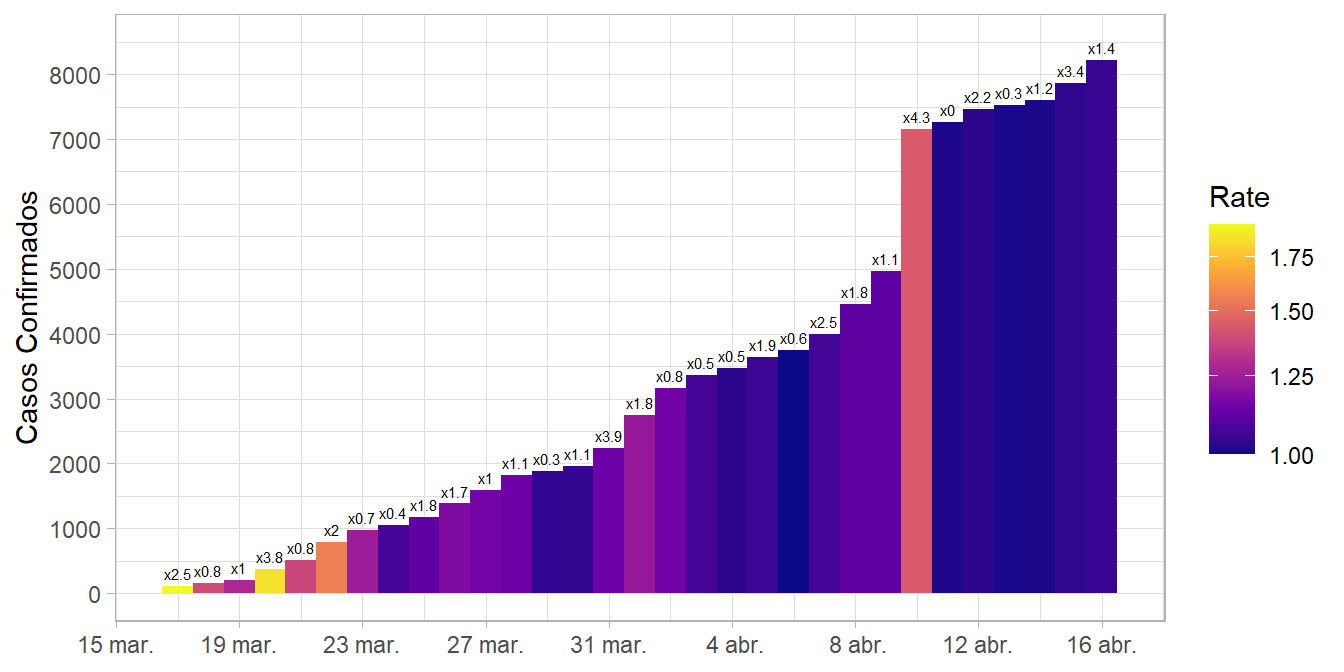 Casos Confirmados
8000
7000
6000
5000
4000
3000
2000
1000
0
x2.5
x0.8
x1
x3.8
x0.8
x2
x0.7
x0.4
x1.8
x1.7
x1
x1.1
x0.3
x1.1
x3.9
x1.8
x0.8
x0.5
x0.5
x1.9
x0.6
x2.5
x1.8
x1.1
x4.3
x0
x2.2
x0.3
x1.2
x3.4
x1.4
15 mar.
19 mar.
23 mar.
27 mar.
31 mar.
4 abr.
8 abr.
12 abr.
16 abr.
Rate
1.75
1.50
1.25
1.00